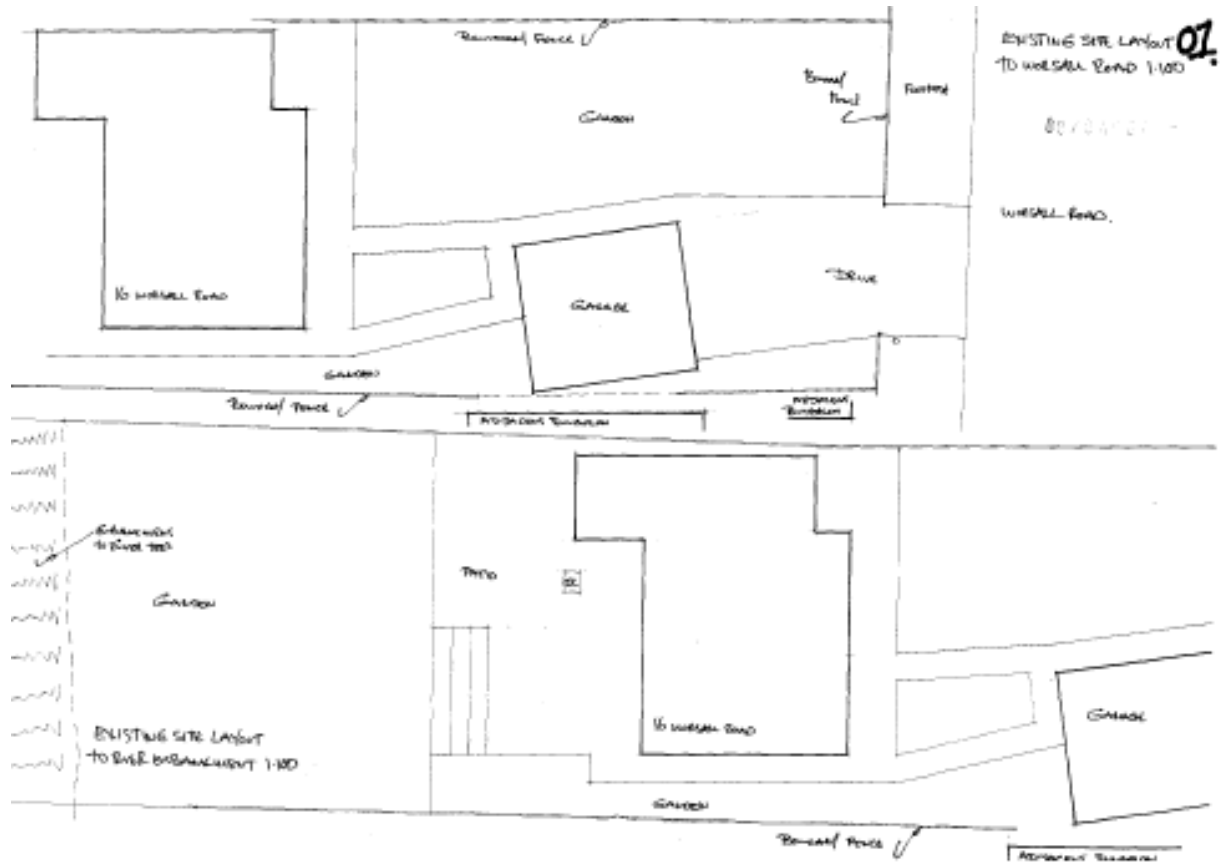 BOUNDARY FENCE
EXISTING SITE LAYOUT
TO WORSALL ROAD 1:100
01.
FOOTPATH
GARDEN
WORSALL ROAD.
DRIVE
16 WORSALL ROAD
GARAGE
GARDEN
BOUNDARY FENCE
ADJACENT BUNGALOW
ADJACENT
BUNGALOW
EMBANKMENT
TO RIVER TEES
PATIO
GARDEN
16 WORSALL ROAD
GARAGE
EXISTING SITE LAYOUT
TO RIVER EMBANKMENT 1:100
GARDEN
BOUNDARY FENCE
ADJACENT BUNGALOW